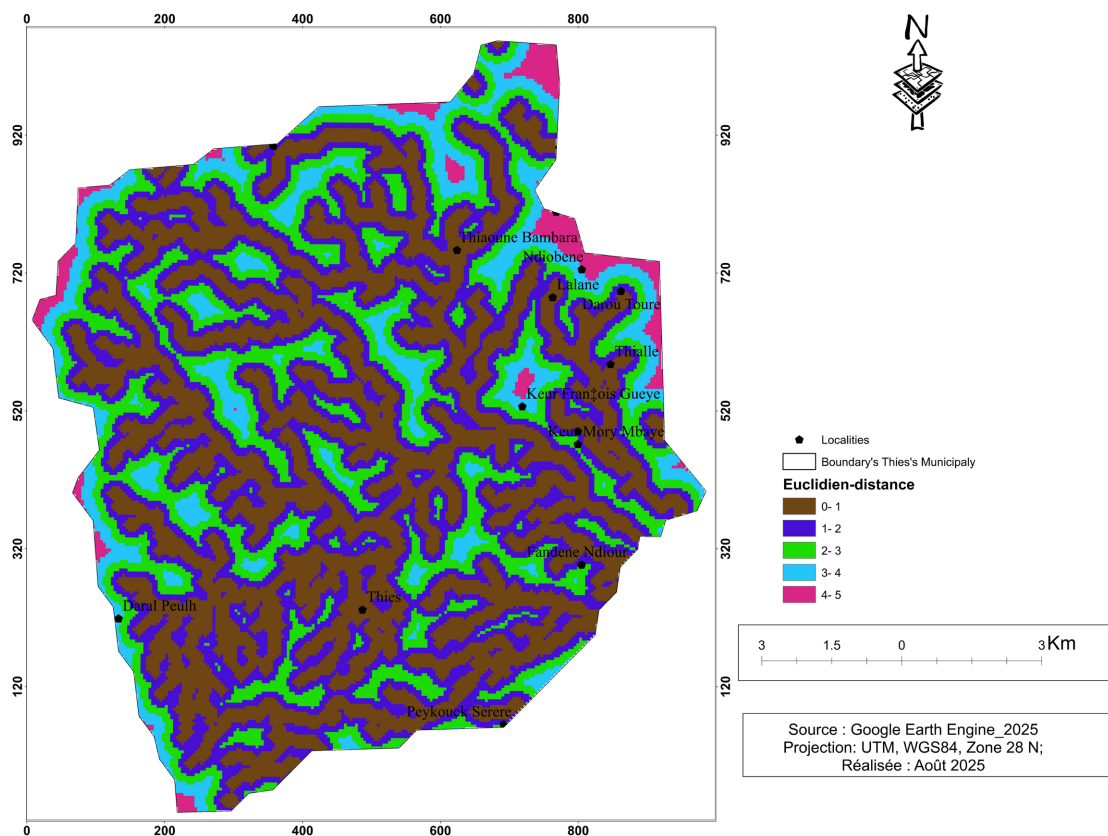 0 200 400 600 800
N
920 920
Thiaoune Bambara
Ndiobene
720 720
Lalane
Darou Toure
Thialle
Keur Fran‡ois Gueye
520 520
Keur Mory Mbaye
Localities
Boundary's Thies's Municipaly
Euclidien-distance
0- 1
1- 2
2- 3
3- 4
4- 5
320 320
Fandene Ndiour
Thies
Daral Peulh
3 1.5 0 3 Km
120 120
Peykouck Serere
Source : Google Earth Engine_2025
Projection: UTM, WGS84, Zone 28 N;
Réalisée : Août 2025
0 200 400 600 800